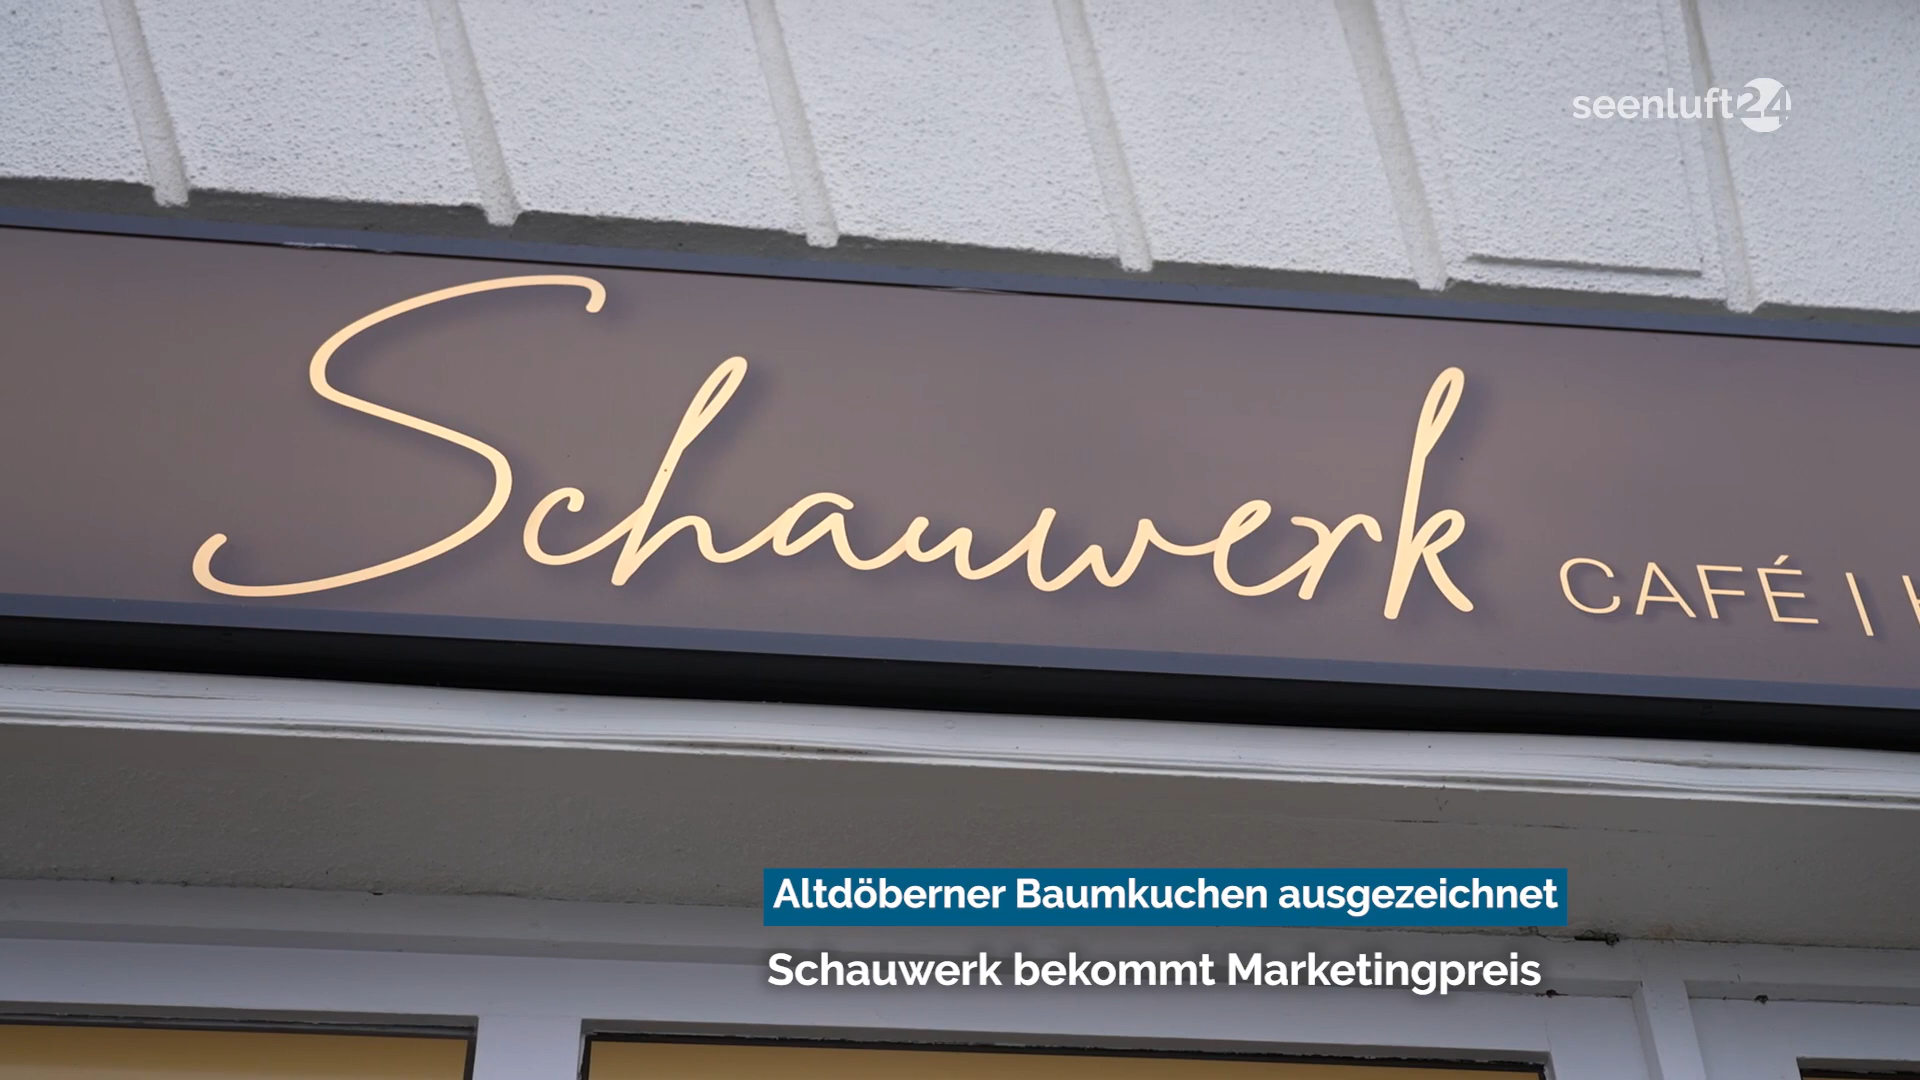 seenluft24
Schauwerk CAFÉ |
Altdöberner Baumkuchen ausgezeichnet
Schauwerk bekommt Marketingpreis